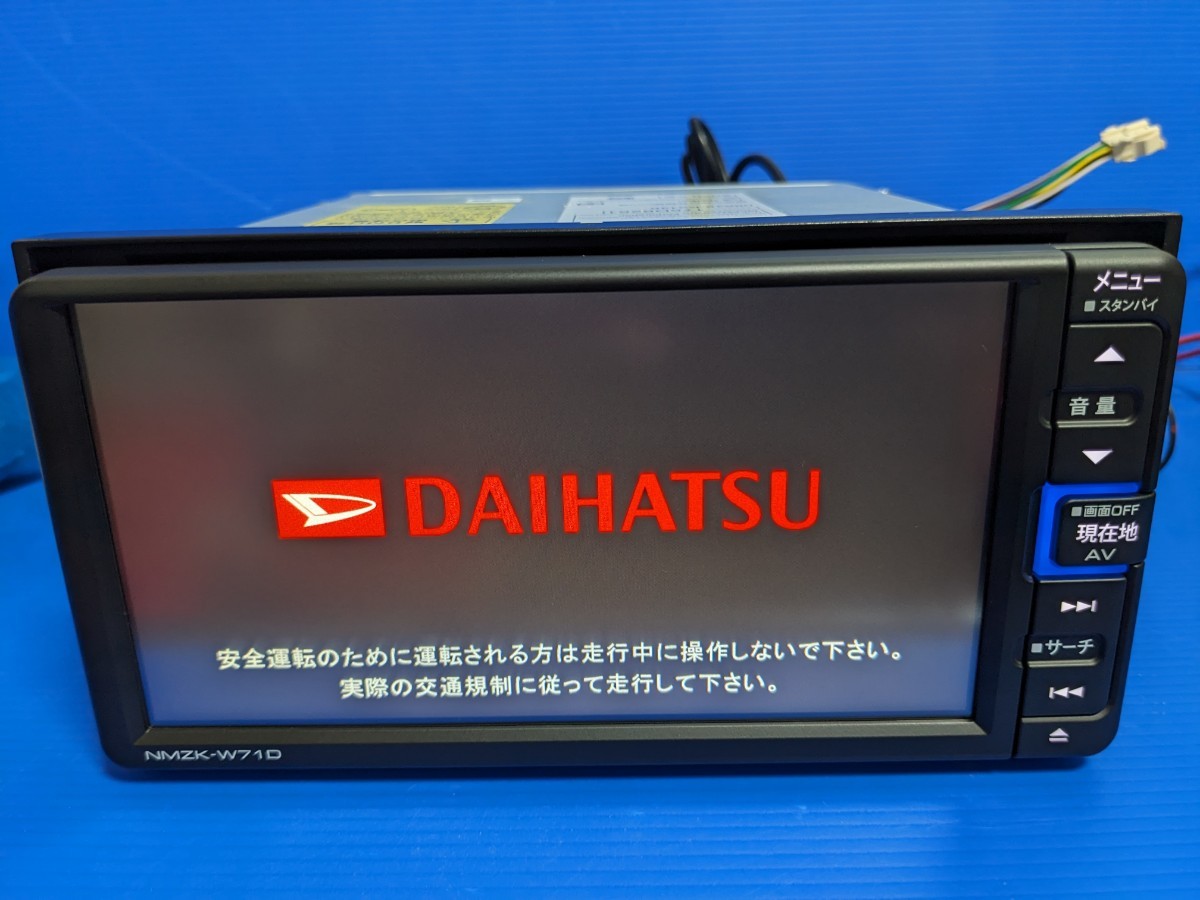 メニュー
■スタンバイ
音量
■画面OFF
現在地
AV
■サーチ
DAIHATSU
安全運転のために運転される方は走行中に操作しないで下さい。
実際の交通規制に従って走行して下さい。
NMZK-W71D